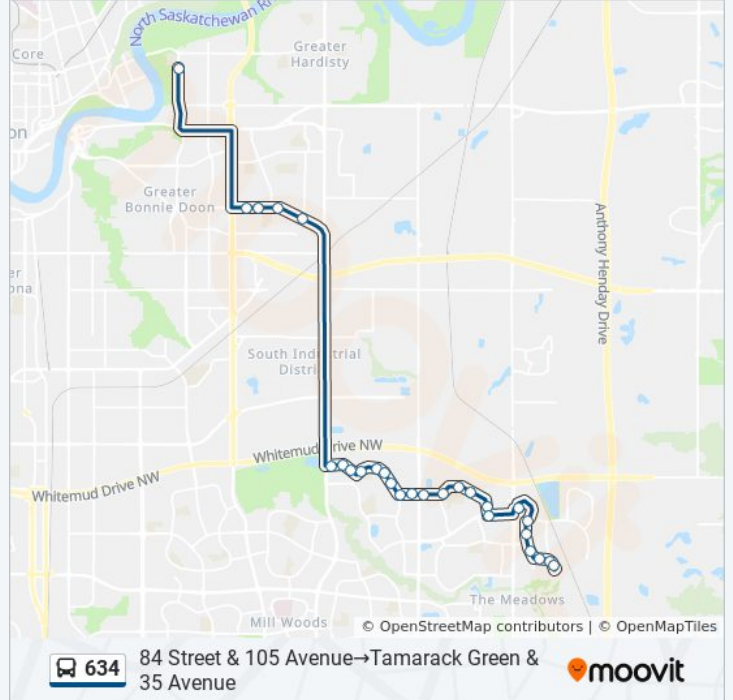 North Saskatchewan Ri
Core
Greater
Hardisty
on
Greater
Bonnie Doon
er
ona
Anthony Henday Drive
South Industrial
Distri
Whitemud Drive NW
Whitemud Drive NW
The Meadows
Mill Woods
© OpenStreetMap contributors | © OpenMapTiles
634
84 Street & 105 Avenue→Tamarack Green &
35 Avenue
moovit